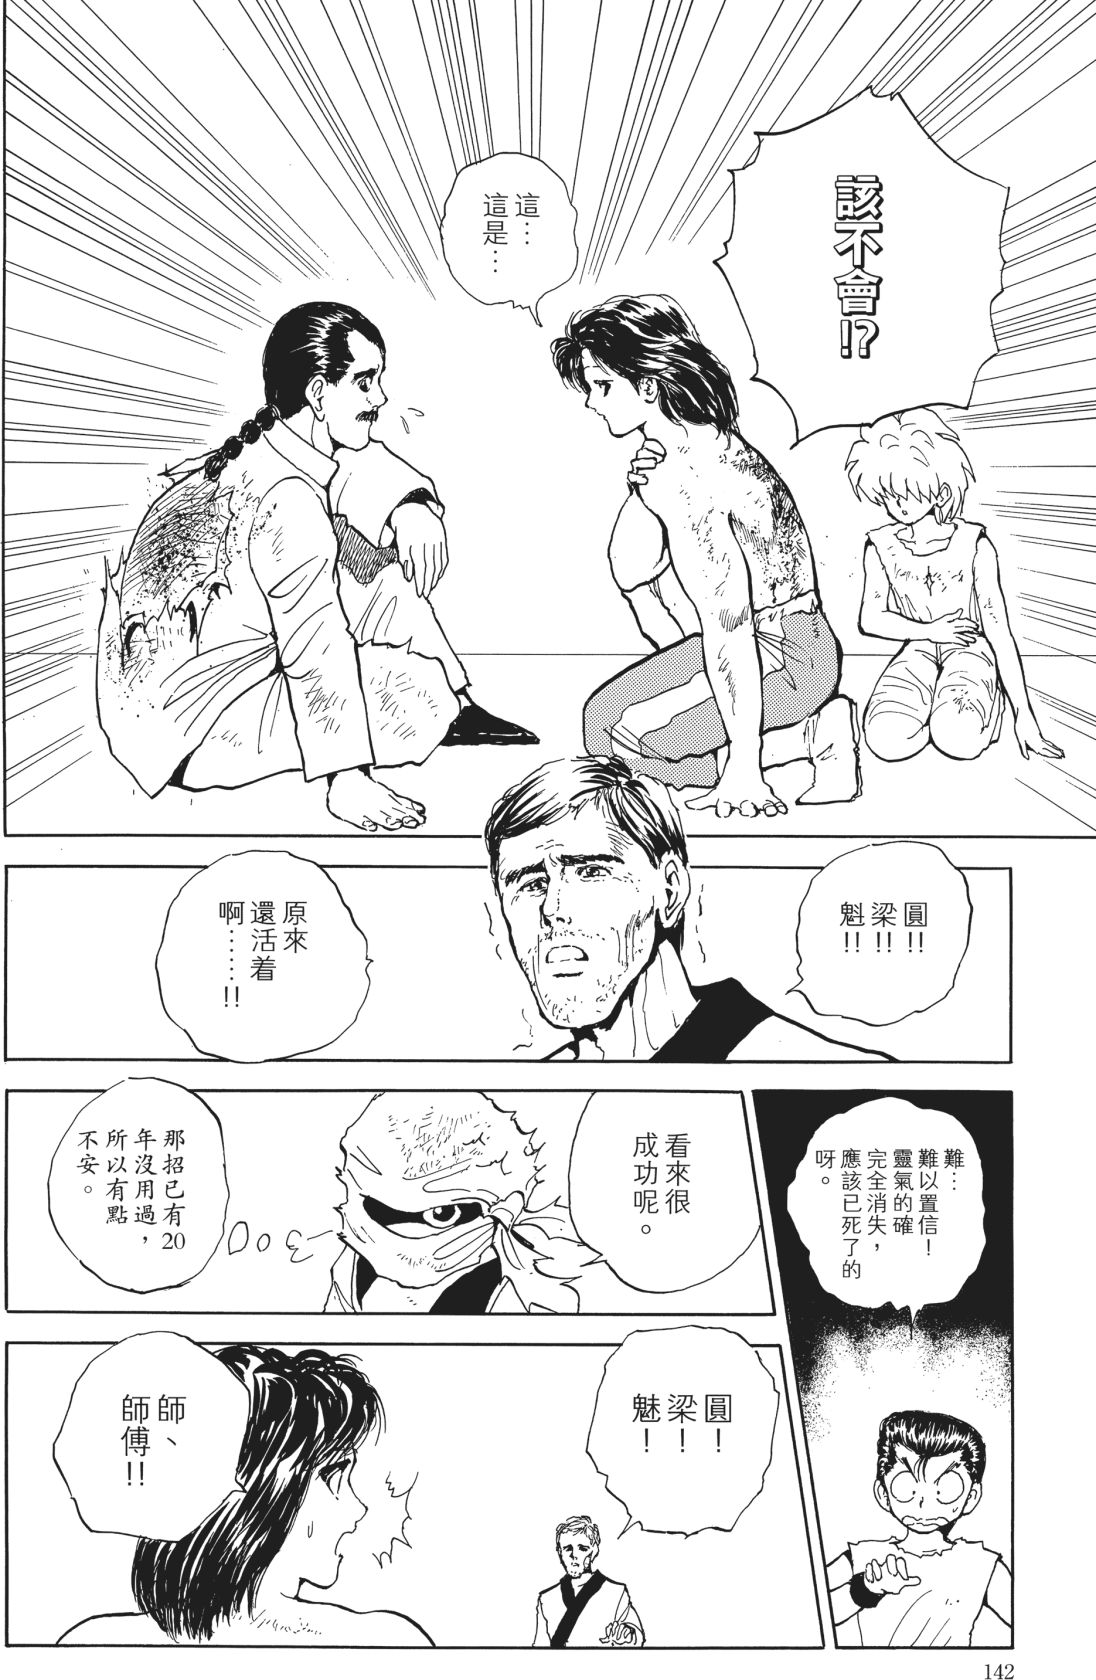 該不會!?
這…
這是…
圓!!
梁!!
魁!!
原來
還活着
啊……!!
難…
難以置信！
靈氣的確
完全消失，
應該已死了的
呀。
看來很
成功呢。
那招已有20
年沒用過，
所以有點
不安。
圓！
梁！
魅！
師、
師傅!!
142